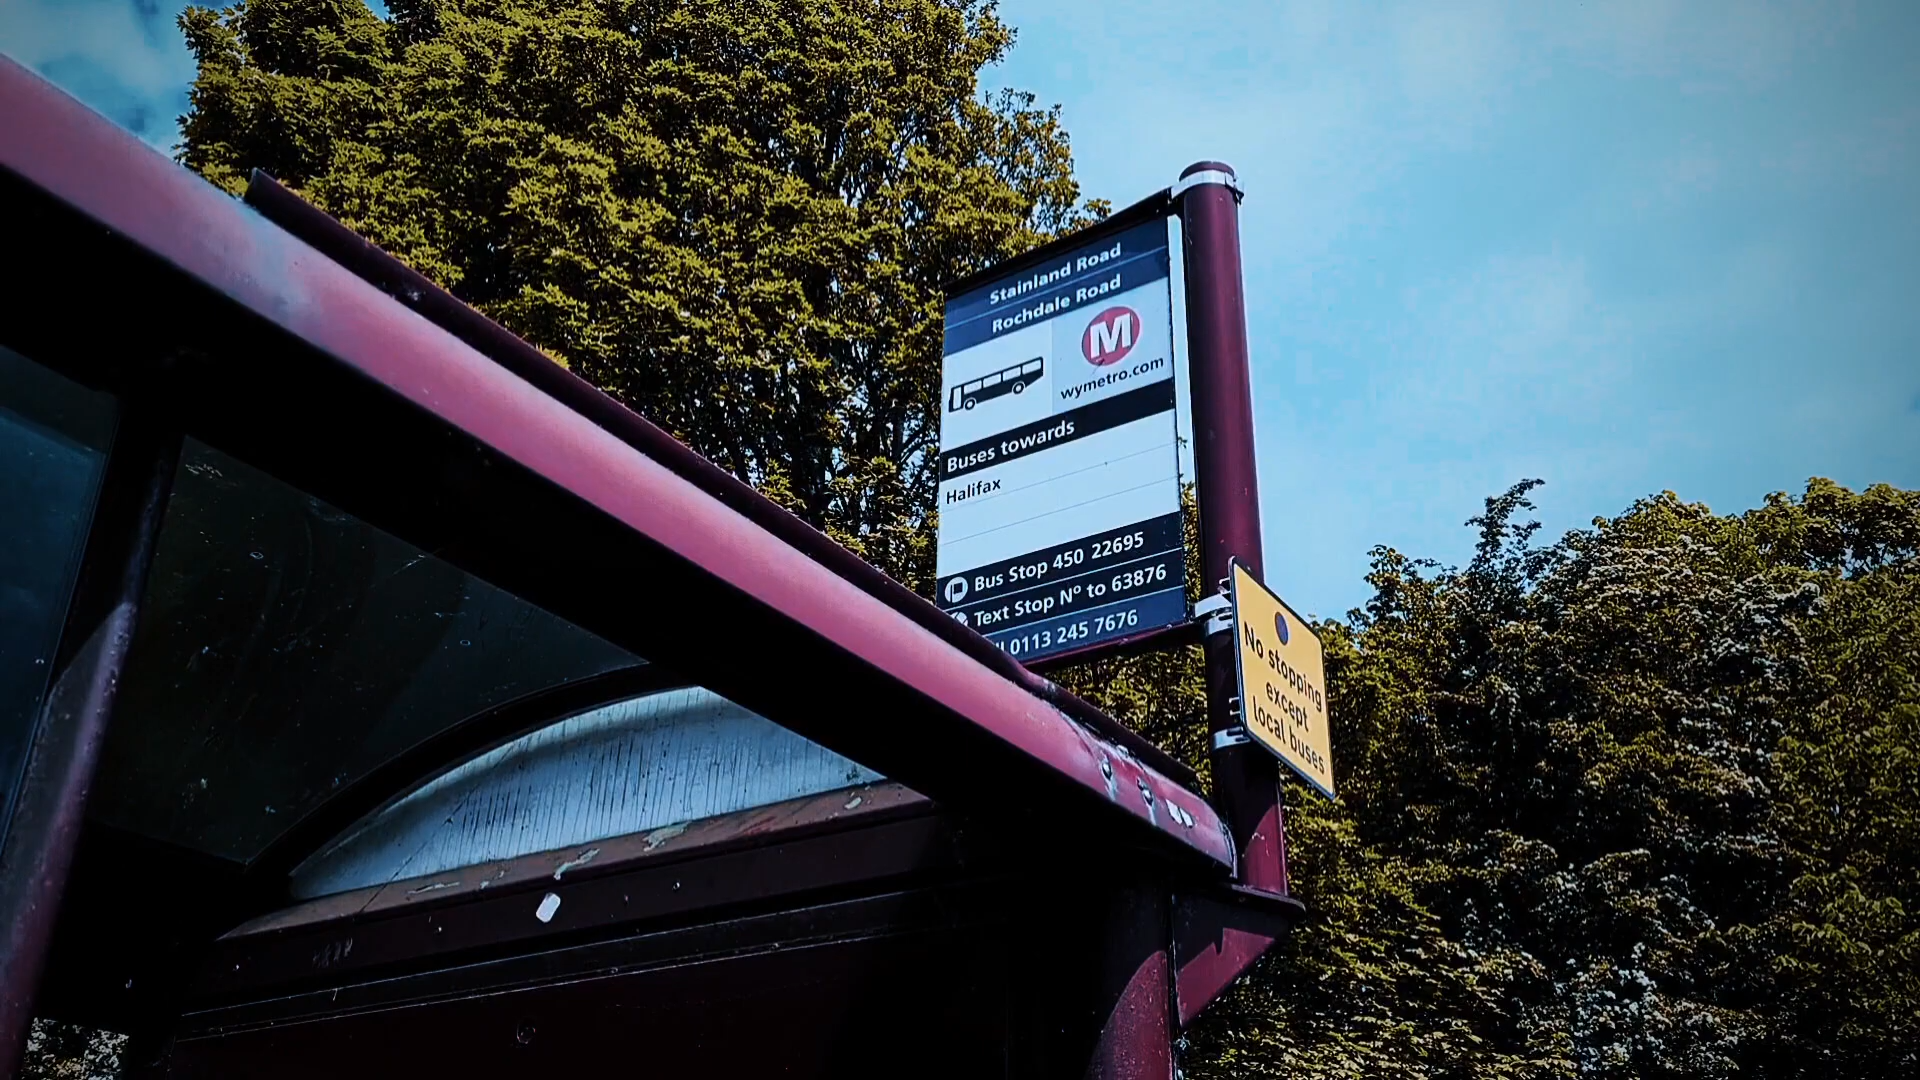 Stainland Road
Rochdale Road
M
wymetro.com
Buses towards
Halifax
Bus Stop 450 22695
Text Stop Nº to 63876
0113 245 7676
No stopping
except
local buses